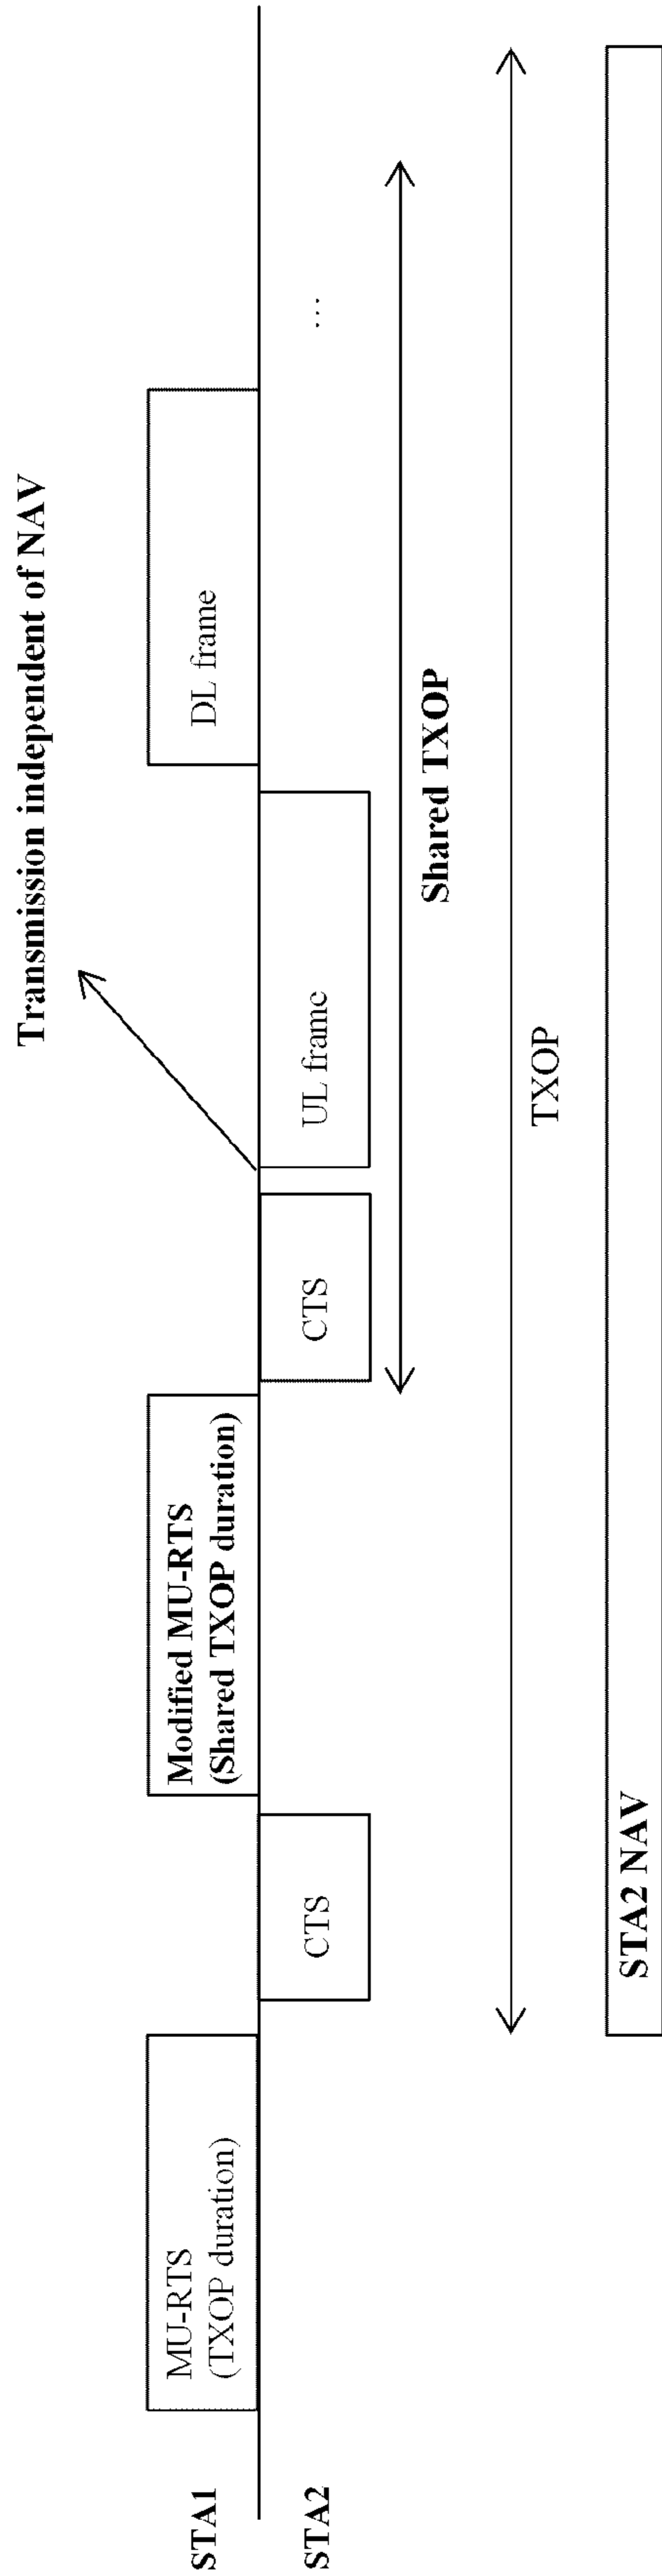 Transmission independent of NAV
STA1
MU-RTS
(TXOP duration)
Modified MU-RTS
(Shared TXOP duration)
DL frame
STA2
CTS
CTS
UL frame
...
Shared TXOP
TXOP
STA2 NAV